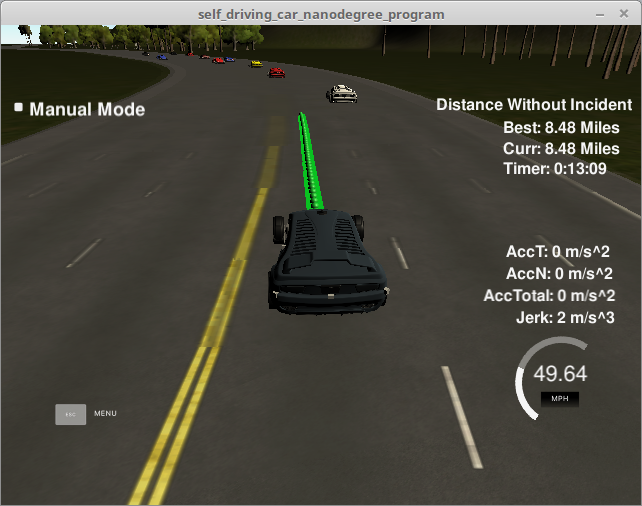 self_driving_car_nanodegree_program
Manual Mode
Distance Without Incident
Best: 8.48 Miles
Curr: 8.48 Miles
Timer: 0:13:09
AccT: 0 m/s^2
AccN: 0 m/s^2
AccTotal: 0 m/s^2
Jerk: 2 m/s^3
49.64
MPH
ESC
MENU